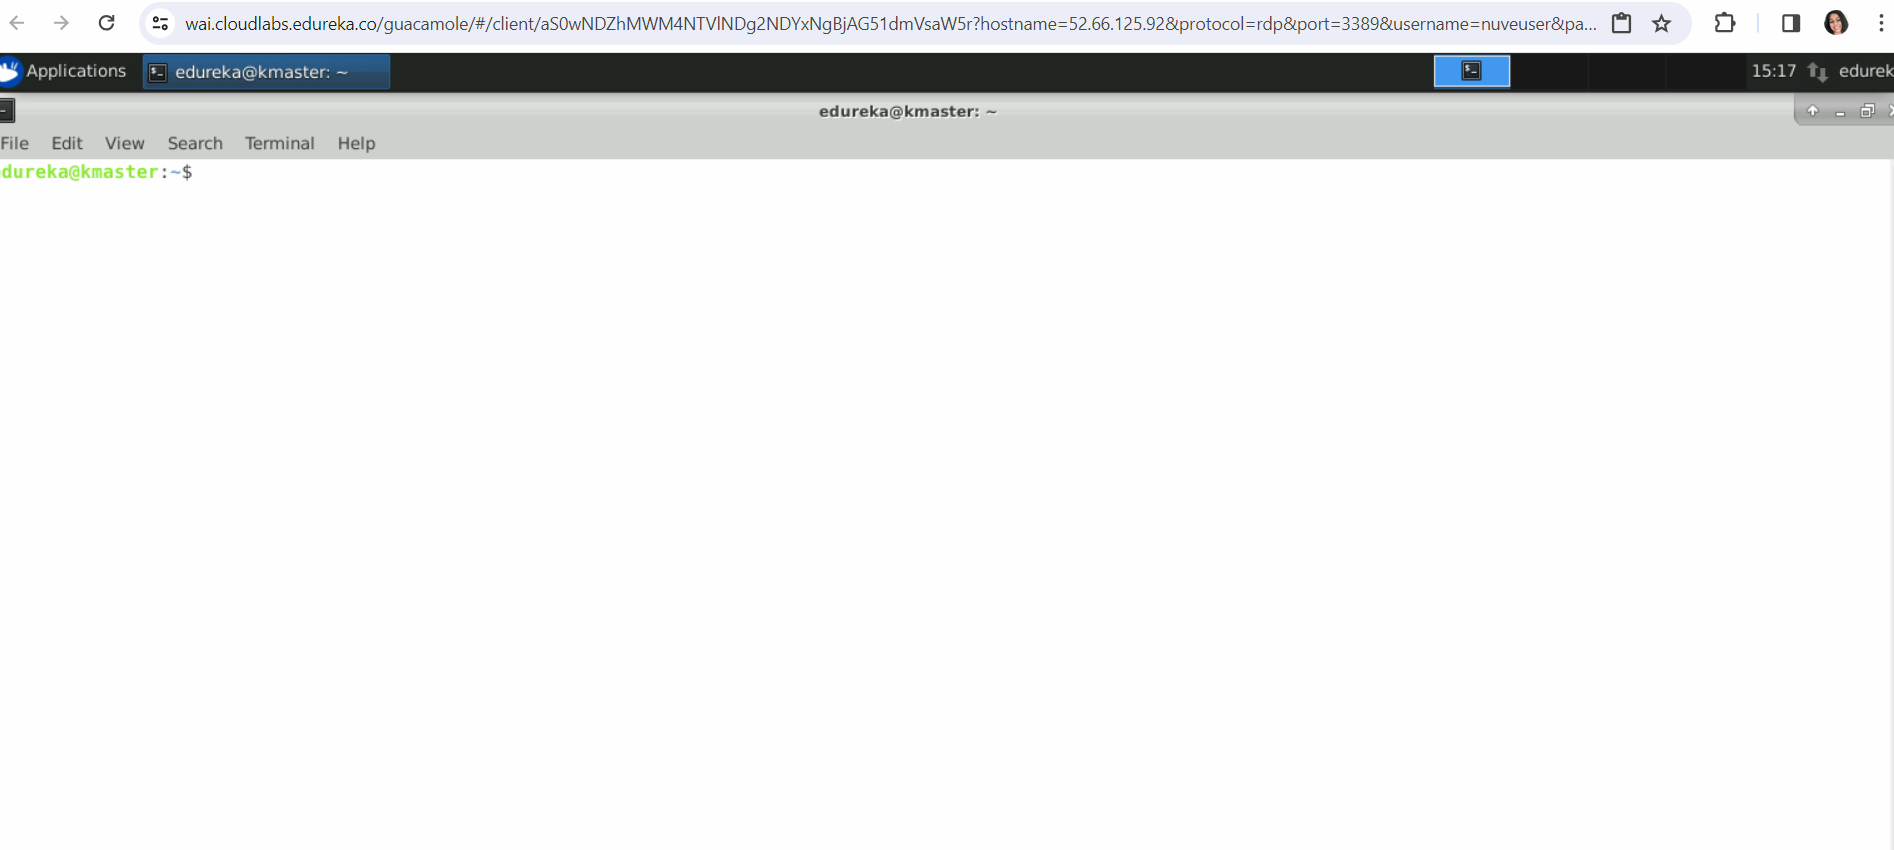 wai.cloudlabs.edureka.co/guacamole/#/client/aS0wNDZhMWM4NTVlNDg2NDYxNgBjAG51dmVsaW5r?hostname=52.66.125.92&protocol=rdp&port=3389&username=nuveuser&pa...
Applications edureka@kmaster: ~ 15:17 edurek
edureka@kmaster: ~
File Edit View Search Terminal Help
dureka@kmaster:~$